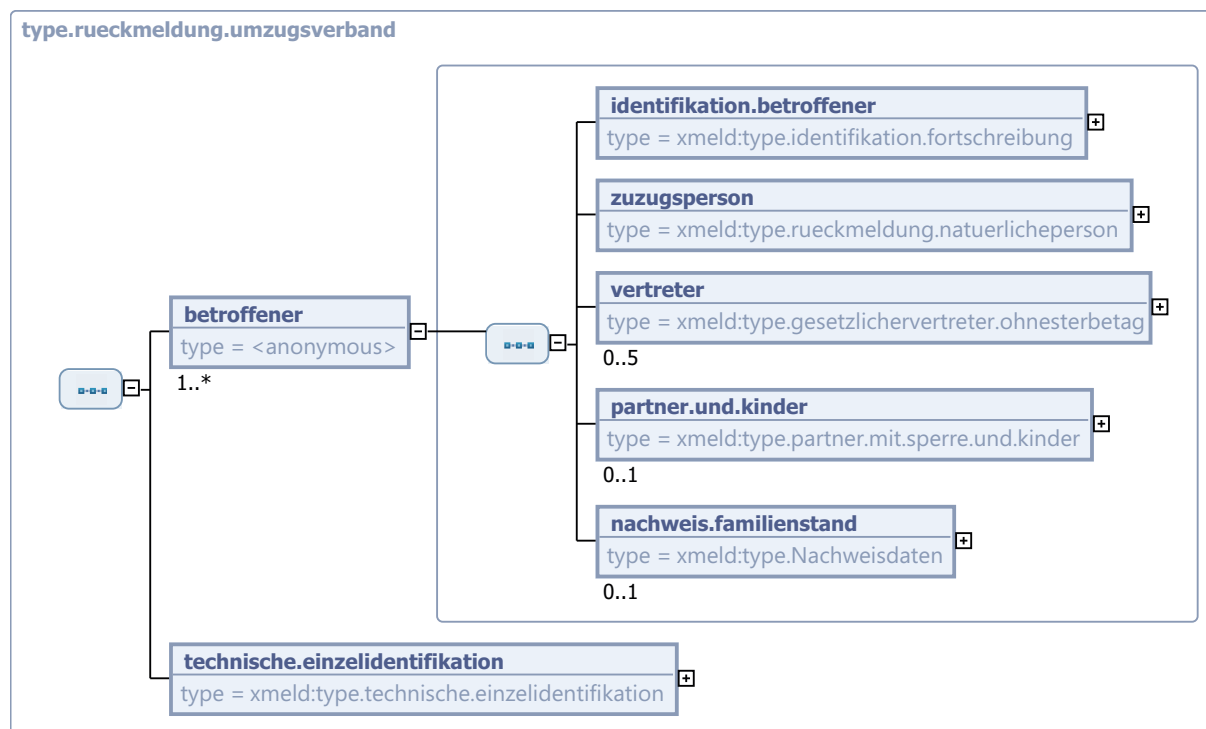 type.rueckmeldung.umzugsverband
identifikation.betroffener
type = xmeld:type.identifikation.fortschreibung
zuzugsperson
type = xmeld:type.rueckmeldung.natuerlicheperson
vertreter
type = xmeld:type.gesetzlichervertreter.ohnesterbetag
0..5
betroffener
type = <anonymous>
1..*
partner.und.kinder
type = xmeld:type.partner.mit.sperre.und.kinder
0..1
nachweis.familienstand
type = xmeld:type.Nachweisdaten
0..1
technische.einzelidentifikation
type = xmeld:type.technische.einzelidentifikation